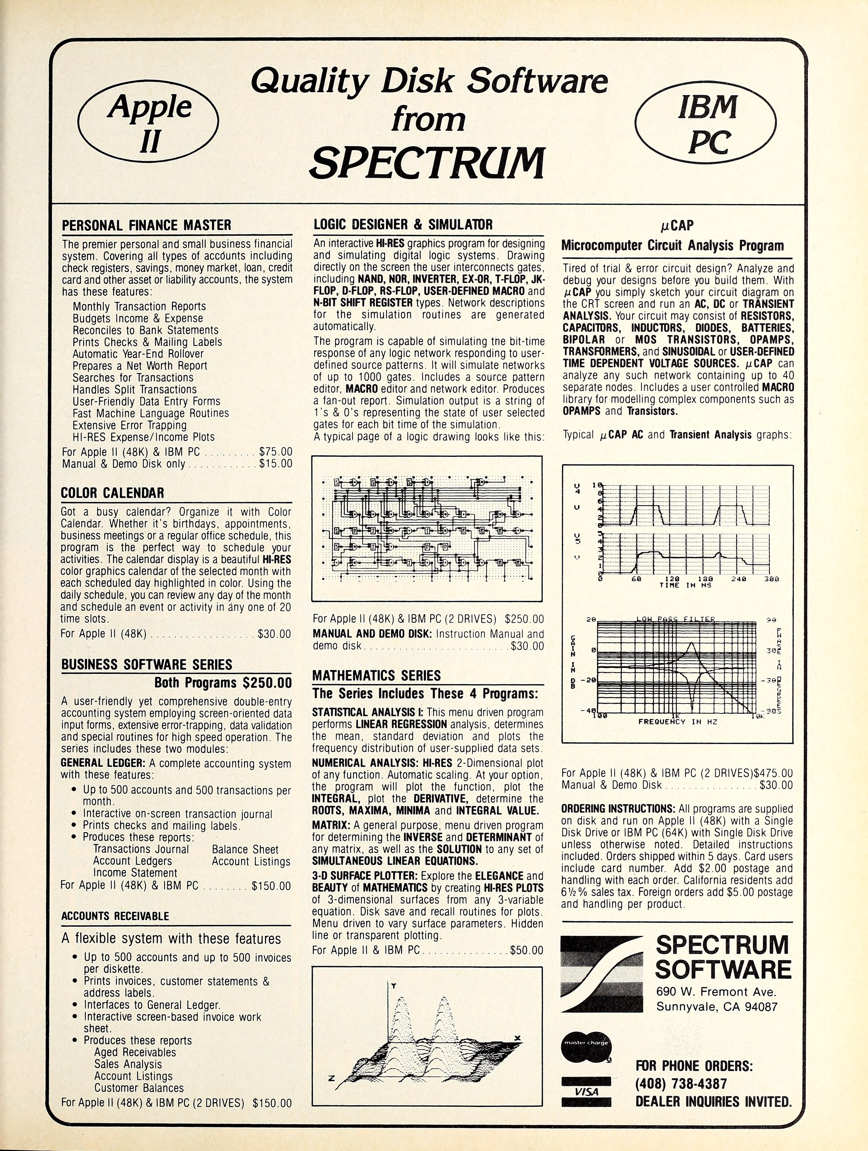 Apple
II
Quality Disk Software
from
SPECTRUM
IBM
PC
PERSONAL FINANCE MASTER
The premier personal and small business financial
system. Covering all types of accounts including
check registers, savings, money market, loan, credit
card and other asset or liability accounts, the system
has these features:
Monthly Transaction Reports
Budgets Income & Expense
Reconciles to Bank Statements
Prints Checks & Mailing Labels
Automatic Year-End Rollover
Prepares a Net Worth Report
Searches for Transactions
Handles Split Transactions
User-Friendly Data Entry Forms
Fast Machine Language Routines
Extensive Error Trapping
HI-RES Expense/Income Plots
For Apple II (48K) & IBM PC ......... $75.00
Manual & Demo Disk only ............ $15.00
COLOR CALENDAR
Got a busy calendar? Organize it with Color
Calendar. Whether it's birthdays, appointments,
business meetings or a regular office schedule, this
program is the perfect way to schedule your
activities. The calendar display is a beautiful HI-RES
color graphics calendar of the selected month with
each scheduled day highlighted in color. Using the
daily schedule, you can review any day of the month
and schedule an event or activity in any one of 20
time slots.
For Apple II (48K) ................... $30.00
BUSINESS SOFTWARE SERIES
Both Programs $250.00
A user-friendly yet comprehensive double-entry
accounting system employing screen-oriented data
input forms, extensive error-trapping, data validation
and special routines for high speed operation. The
series includes these two modules:
GENERAL LEDGER: A complete accounting system
with these features:
• Up to 500 accounts and 500 transactions per
month.
• Interactive on-screen transaction journal
• Prints checks and mailing labels.
• Produces these reports:
Transactions Journal Balance Sheet
Account Ledgers Account Listings
Income Statement
For Apple II (48K) & IBM PC ........ $150.00
ACCOUNTS RECEIVABLE
A flexible system with these features
• Up to 500 accounts and up to 500 invoices
per diskette.
• Prints invoices, customer statements &
address labels.
• Interfaces to General Ledger.
• Interactive screen-based invoice work
sheet.
• Produces these reports
Aged Receivables
Sales Analysis
Account Listings
Customer Balances
For Apple II (48K) & IBM PC (2 DRIVES) $150.00
LOGIC DESIGNER & SIMULATOR
An interactive HI-RES graphics program for designing
and simulating digital logic systems. Drawing
directly on the screen the user interconnects gates,
including NAND, NOR, INVERTER, EX-OR, T-FLOP, JK-
FLOP, D-FLOP, RS-FLOP, USER-DEFINED MACRO and
N-BIT SHIFT REGISTER types. Network descriptions
for the simulation routines are generated
automatically.
The program is capable of simulating the bit-time
response of any logic network responding to user-
defined source patterns. It will simulate networks
of up to 1000 gates. Includes a source pattern
editor, MACRO editor and network editor. Produces
a fan-out report. Simulation output is a string of
1's & 0's representing the state of user selected
gates for each bit time of the simulation.
A typical page of a logic drawing looks like this:
For Apple II (48K) & IBM PC (2 DRIVES) $250.00
MANUAL AND DEMO DISK: Instruction Manual and
demo disk .......................... $30.00
MATHEMATICS SERIES
The Series Includes These 4 Programs:
STATISTICAL ANALYSIS I: This menu driven program
performs LINEAR REGRESSION analysis, determines
the mean, standard deviation and plots the
frequency distribution of user-supplied data sets.
NUMERICAL ANALYSIS: HI-RES 2-Dimensional plot
of any function. Automatic scaling. At your option,
the program will plot the function, plot the
INTEGRAL, plot the DERIVATIVE, determine the
ROOTS, MAXIMA, MINIMA and INTEGRAL VALUE.
MATRIX: A general purpose, menu driven program
for determining the INVERSE and DETERMINANT of
any matrix, as well as the SOLUTION to any set of
SIMULTANEOUS LINEAR EQUATIONS.
3-D SURFACE PLOTTER: Explore the ELEGANCE and
BEAUTY of MATHEMATICS by creating HI-RES PLOTS
of 3-dimensional surfaces from any 3-variable
equation. Disk save and recall routines for plots.
Menu driven to vary surface parameters. Hidden
line or transparent plotting.
For Apple II & IBM PC ............... $50.00
Y
X
Z
µCAP
Microcomputer Circuit Analysis Program
Tired of trial & error circuit design? Analyze and
debug your designs before you build them. With
µCAP you simply sketch your circuit diagram on
the CRT screen and run an AC, DC or TRANSIENT
ANALYSIS. Your circuit may consist of RESISTORS,
CAPACITORS, INDUCTORS, DIODES, BATTERIES,
BIPOLAR or MOS TRANSISTORS, OPAMPS,
TRANSFORMERS, and SINUSOIDAL or USER-DEFINED
TIME DEPENDENT VOLTAGE SOURCES. µCAP can
analyze any such network containing up to 40
separate nodes. Includes a user controlled MACRO
library for modelling complex components such as
OPAMPS and Transistors.
Typical µCAP AC and Transient Analysis graphs:
0 60 120 180 240 300
TIME IN NS
LOW PASS FILTER
GAIN IN DB
20
0
-20
-40
100 1K 10K
FREQUENCY IN HZ
For Apple II (48K) & IBM PC (2 DRIVES)$475.00
Manual & Demo Disk ................ $30.00
ORDERING INSTRUCTIONS: All programs are supplied
on disk and run on Apple II (48K) with a Single
Disk Drive or IBM PC (64K) with Single Disk Drive
unless otherwise noted. Detailed instructions
included. Orders shipped within 5 days. Card users
include card number. Add $2.00 postage and
handling with each order. California residents add
6½% sales tax. Foreign orders add $5.00 postage
and handling per product.
SPECTRUM
SOFTWARE
690 W. Fremont Ave.
Sunnyvale, CA 94087
master charge
VISA
FOR PHONE ORDERS:
(408) 738-4387
DEALER INQUIRIES INVITED.